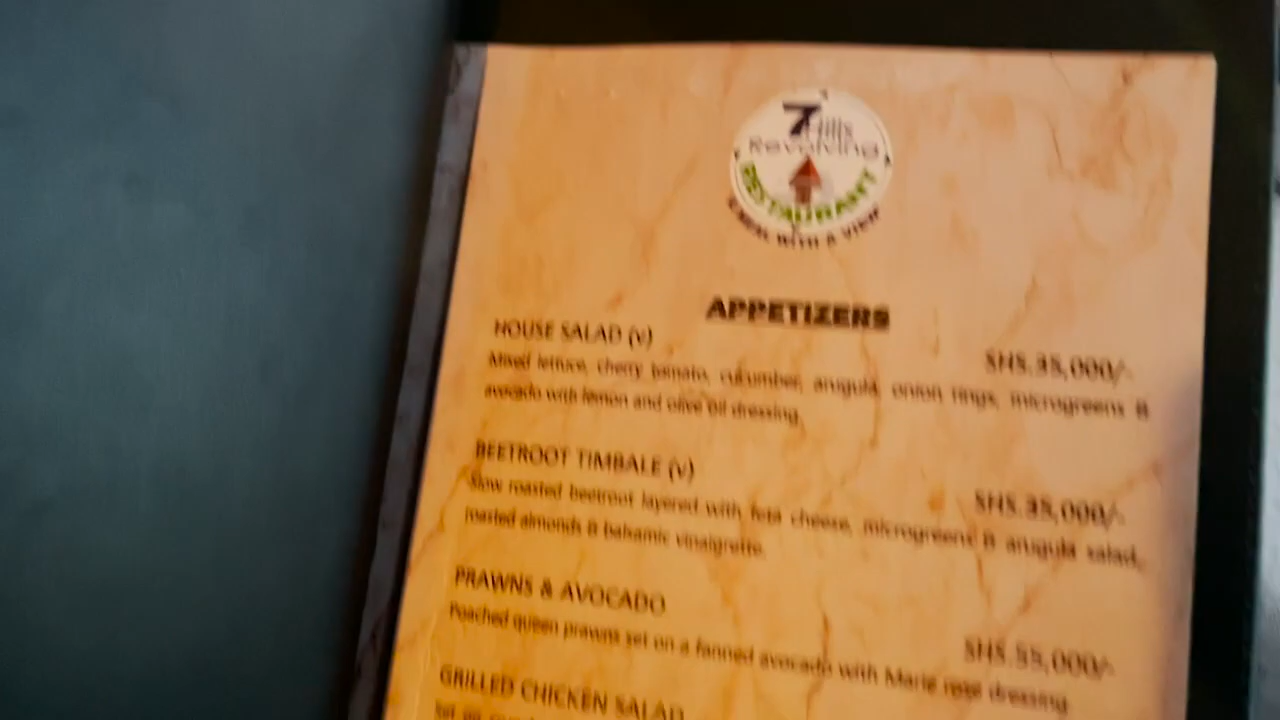 7 Hills
Revolving
RESTAURANT
APPETIZERS
HOUSE SALAD (v)
SHS.35,000/-
Mixed lettuce, cherry tomato, cucumber, arugula, onion rings, microgreens &
avocado with lemon and olive oil dressing
BEETROOT TIMBALE (v)
SHS.35,000/-
Slow roasted beetroot layered with feta cheese, microgreens & arugula salad,
roasted almonds & balsamic vinaigrette.
PRAWNS & AVOCADO
SHS.55,000/-
Poached queen prawns set on a fanned avocado with Marie rose dressing
GRILLED CHICKEN SALAD